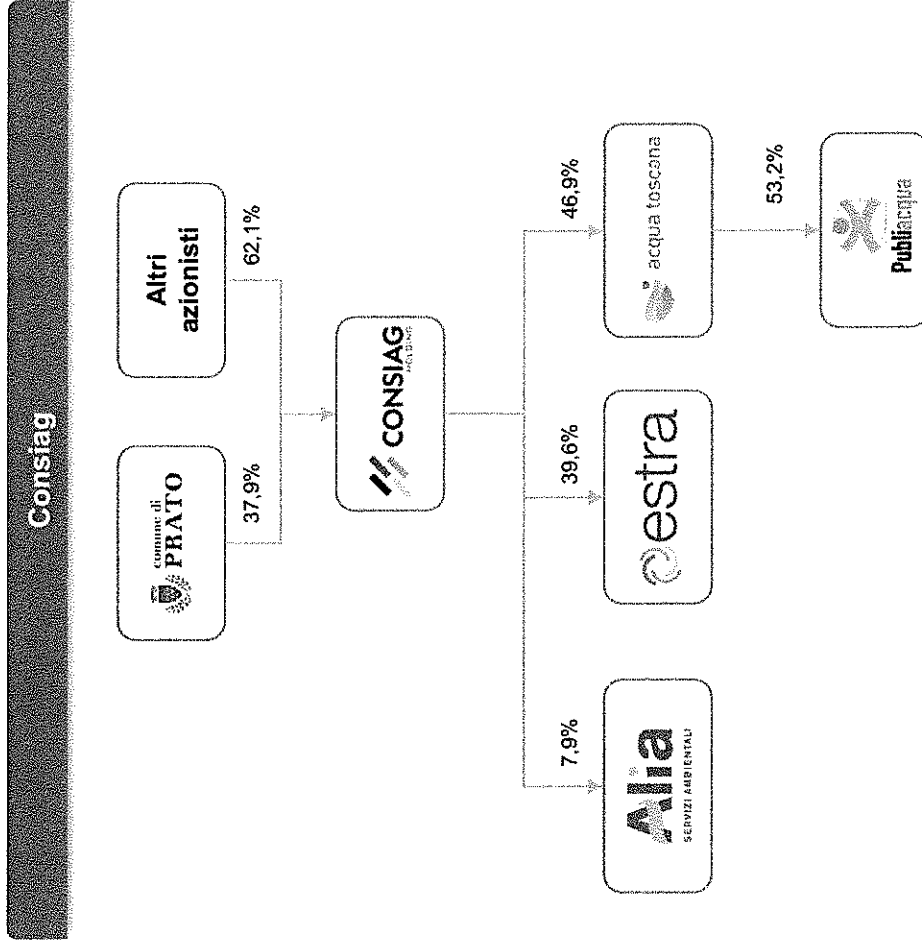 Consiag
comune di
PRATO
Altri
azionisti
37,9%
62,1%
CONSIAG
HOLDING
7,9%
39,6%
46,9%
Alia
SERVIZI AMBIENTALI
estra
acqua toscana
53,2%
Publiacqua